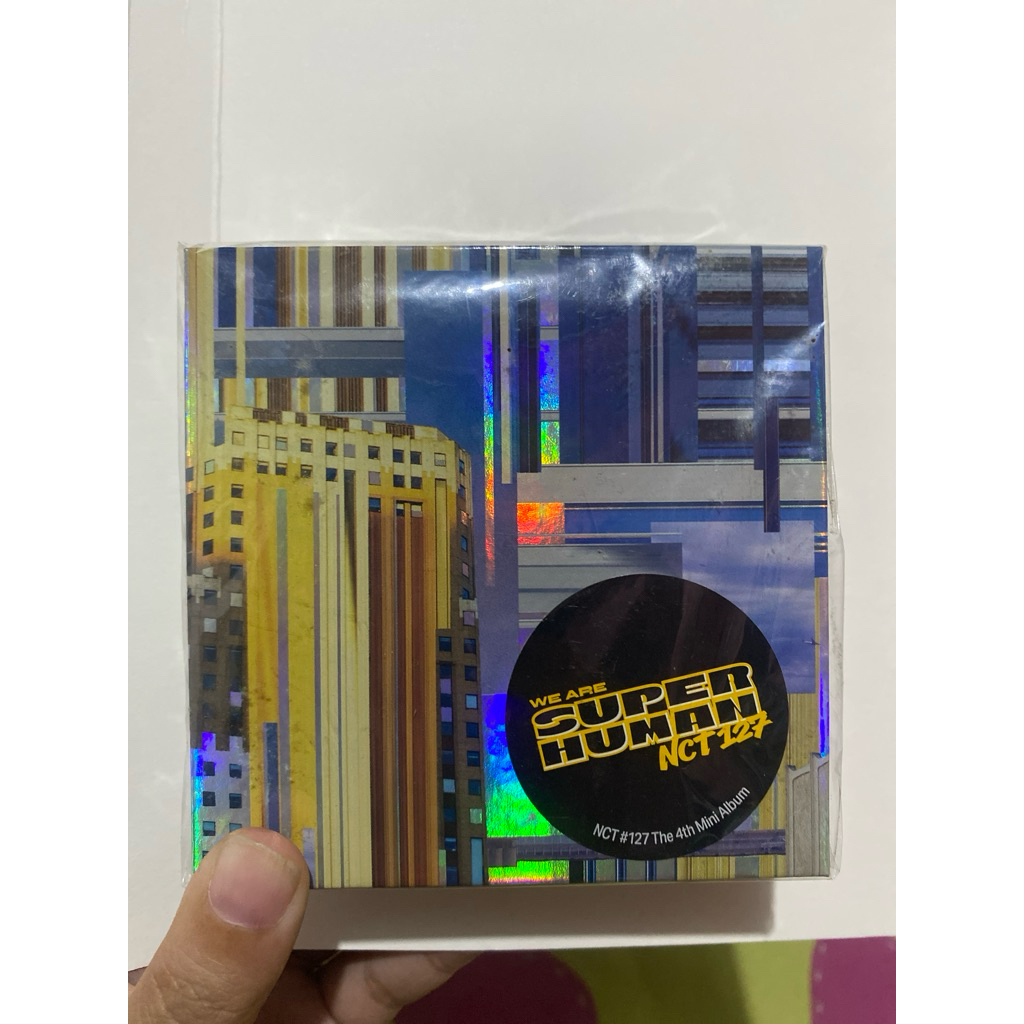 WE ARE
SUPER
HUMAN
NCT 127
NCT #127 The 4th Mini Album